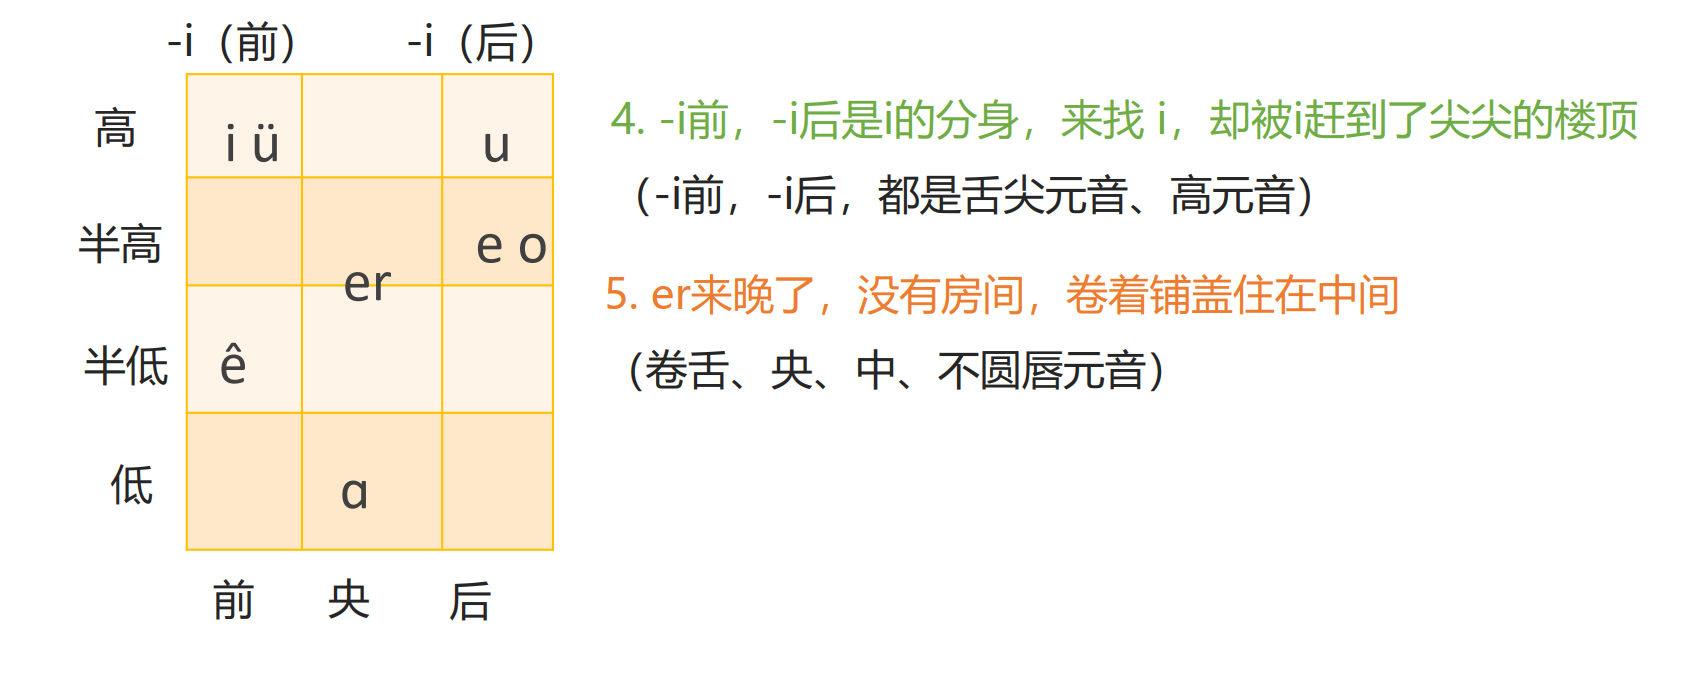 -i（前）
-i（后）
高
i ü
u
半高
e o
er
半低
ê
低
ɑ
前
央
后
4. -i前，-i后是i的分身，来找 i，却被i赶到了尖尖的楼顶
（-i前，-i后，都是舌尖元音、高元音）
5. er来晚了，没有房间，卷着铺盖住在中间
（卷舌、央、中、不圆唇元音）